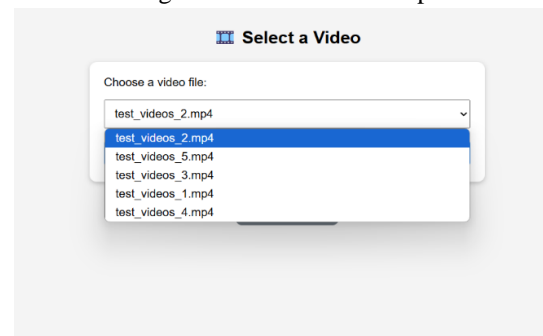 Select a Video
Choose a video file:
test_videos_2.mp4
test_videos_2.mp4
test_videos_5.mp4
test_videos_3.mp4
test_videos_1.mp4
test_videos_4.mp4